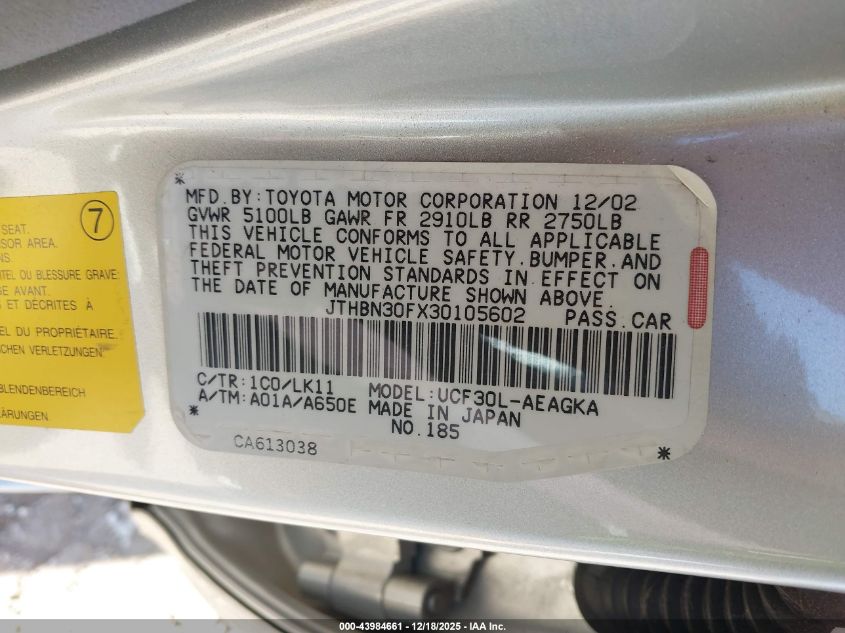 7
SEAT.
SOR AREA.
NS.
TEL OU BLESSURE GRAVE
E AVANT.
S ET DÉCRITES À
DU PROPRIÉTAIRE.
SCHEN VERLETZUNGEN
BLENDENBEREICH
ÄRUNGEN.
* MFD.BY:TOYOTA MOTOR CORPORATION 12/02
GVWR 5100LB GAWR FR 2910LB RR 2750LB
THIS VEHICLE CONFORMS TO ALL APPLICABLE
FEDERAL MOTOR VEHICLE SAFETY,BUMPER,AND
THEFT PREVENTION STANDARDS IN EFFECT ON
THE DATE OF MANUFACTURE SHOWN ABOVE.
JTHBN30FX30105602 PASS.CAR
C/TR:1C0/LK11 MODEL:UCF30L-AEAGKA
A/TM:A01A/A650E MADE IN JAPAN
* NO.185
CA613038 *
000-43984661 - 12/18/2025 - IAA Inc.